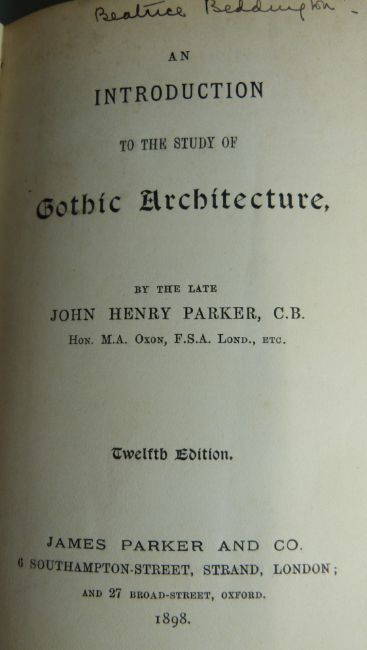 Beatrice Beddington -
AN
INTRODUCTION
TO THE STUDY OF
Gothic Architecture,
BY THE LATE
JOHN HENRY PARKER, C.B.
HON. M.A. OXON, F.S.A. LOND., ETC.
Twelfth Edition.
JAMES PARKER AND CO.
6 SOUTHAMPTON-STREET, STRAND, LONDON;
AND 27 BROAD-STREET, OXFORD.
1898.